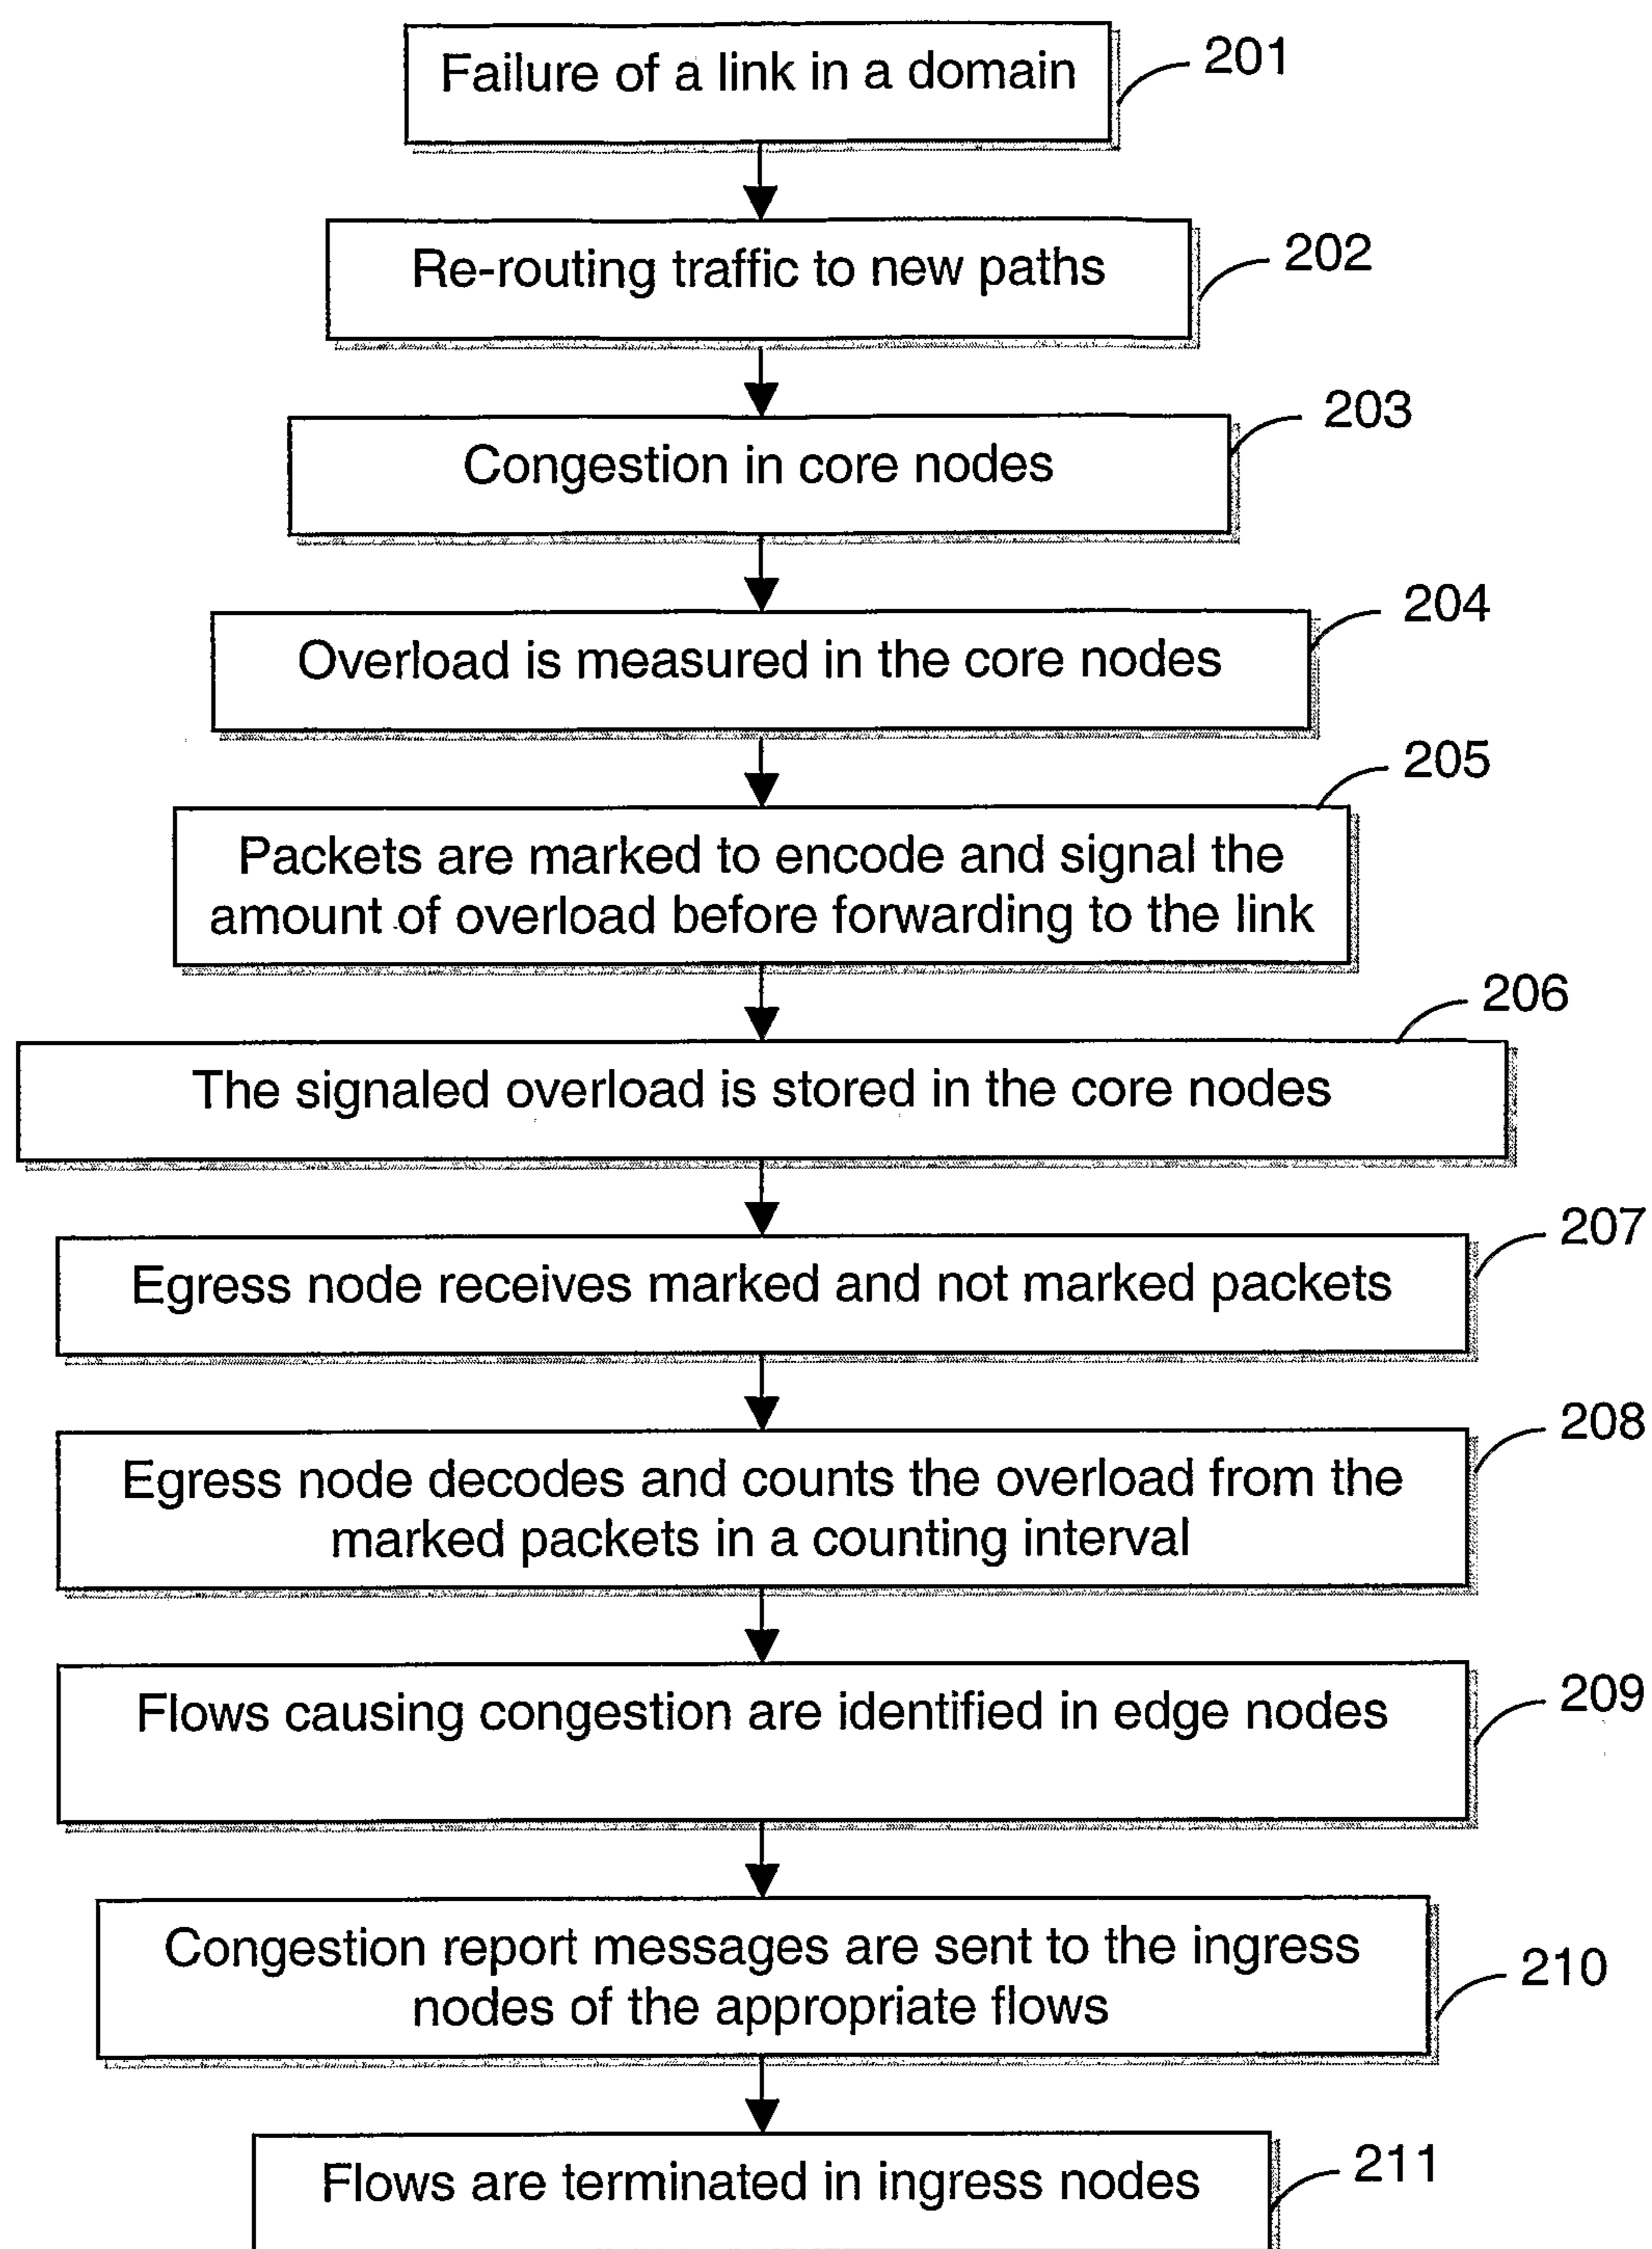 Failure of a link in a domain
201
Re-routing traffic to new paths
202
Congestion in core nodes
203
Overload is measured in the core nodes
204
Packets are marked to encode and signal the
amount of overload before forwarding to the link
205
The signaled overload is stored in the core nodes
206
Egress node receives marked and not marked packets
207
Egress node decodes and counts the overload from the
marked packets in a counting interval
208
Flows causing congestion are identified in edge nodes
209
Congestion report messages are sent to the ingress
nodes of the appropriate flows
210
Flows are terminated in ingress nodes
211